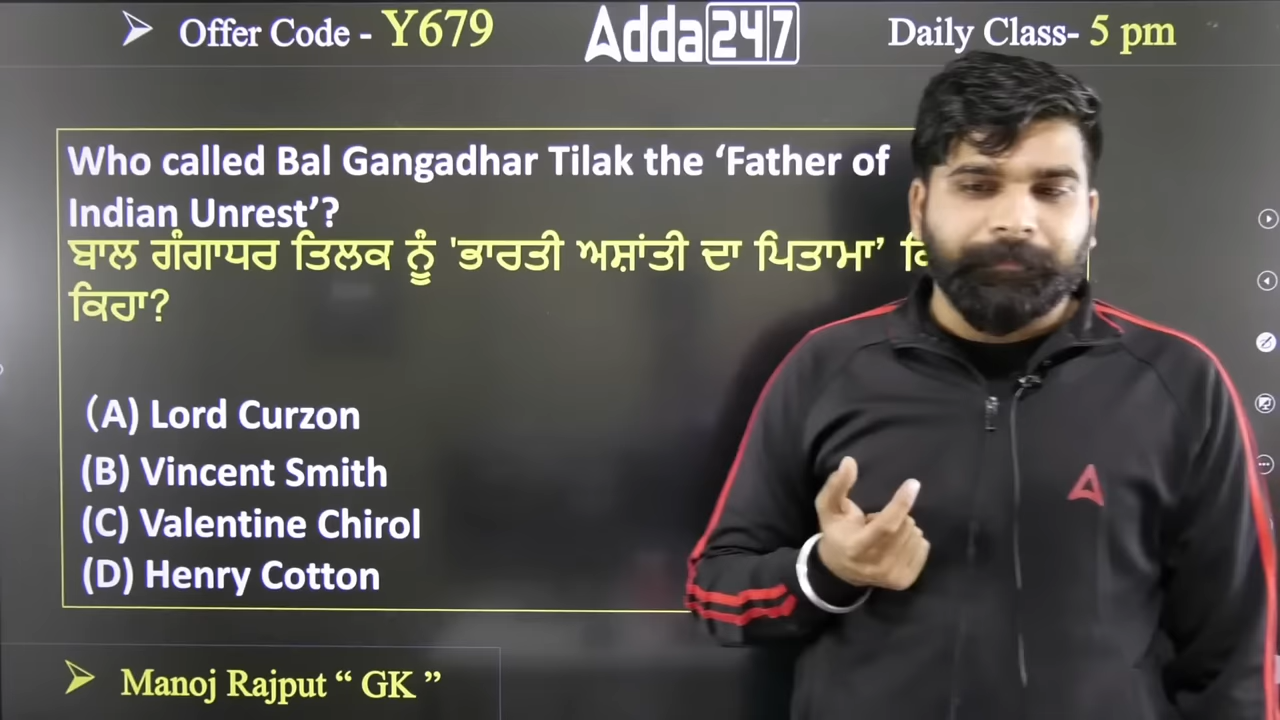 Offer Code - Y679
Adda247
Daily Class- 5 pm
Who called Bal Gangadhar Tilak the ‘Father of
Indian Unrest’?
ਬਾਲ ਗੰਗਾਧਰ ਤਿਲਕ ਨੂੰ 'ਭਾਰਤੀ ਅਸ਼ਾਂਤੀ ਦਾ ਪਿਤਾਮਾ’
ਕਿਹਾ?
(A) Lord Curzon
(B) Vincent Smith
(C) Valentine Chirol
(D) Henry Cotton
Manoj Rajput “ GK ”